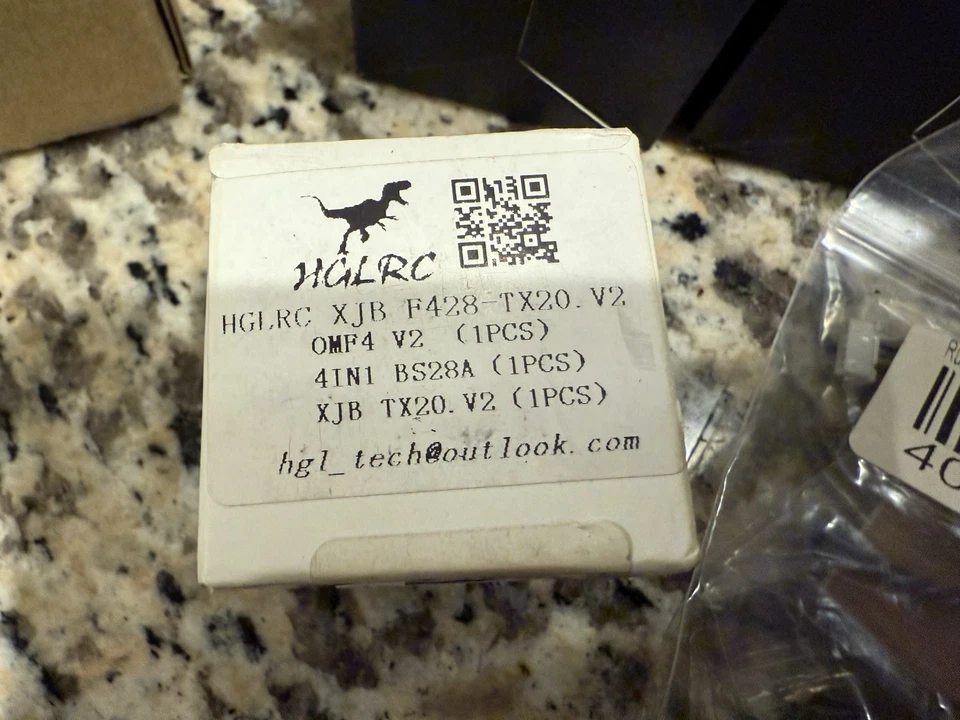 HGLRC
HGLRC XJB F428-TX20.V2
OMF4 V2 (1PCS)
4IN1 BS28A (1PCS)
XJB TX20.V2 (1PCS)
hgl_tech@outlook.com